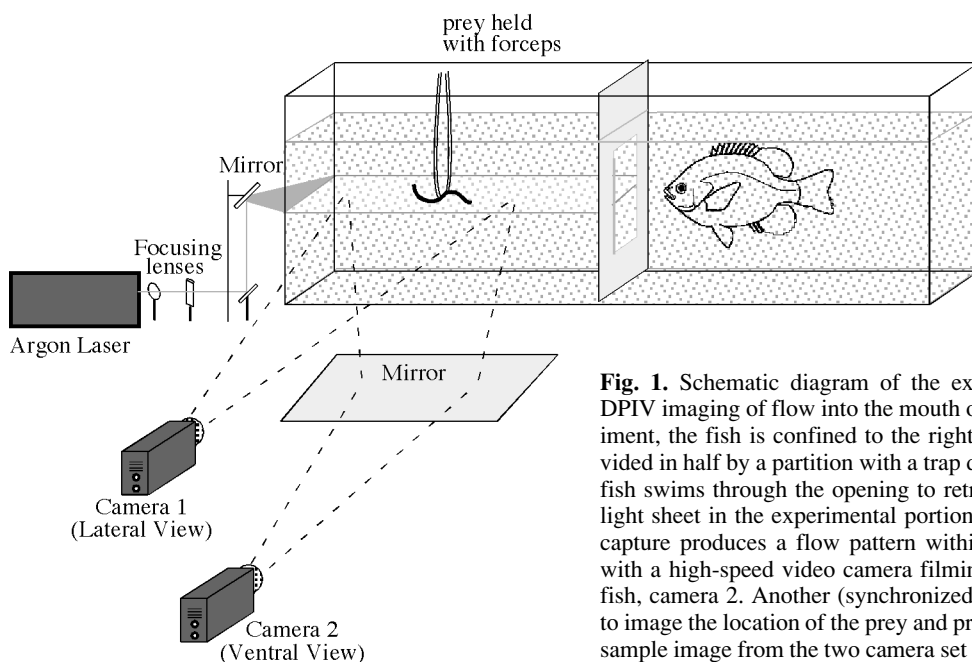 prey held
with forceps
Mirror
Focusing
lenses
Argon Laser
Mirror
Camera 1
(Lateral View)
Camera 2
(Ventral View)
Fig. 1. Schematic diagram of the ex
DPIV imaging of flow into the mouth o
iment, the fish is confined to the right
vided in half by a partition with a trap d
fish swims through the opening to retr
light sheet in the experimental portion
capture produces a flow pattern withi
with a high-speed video camera filmin
fish, camera 2. Another (synchronized
to image the location of the prey and pr
sample image from the two camera set